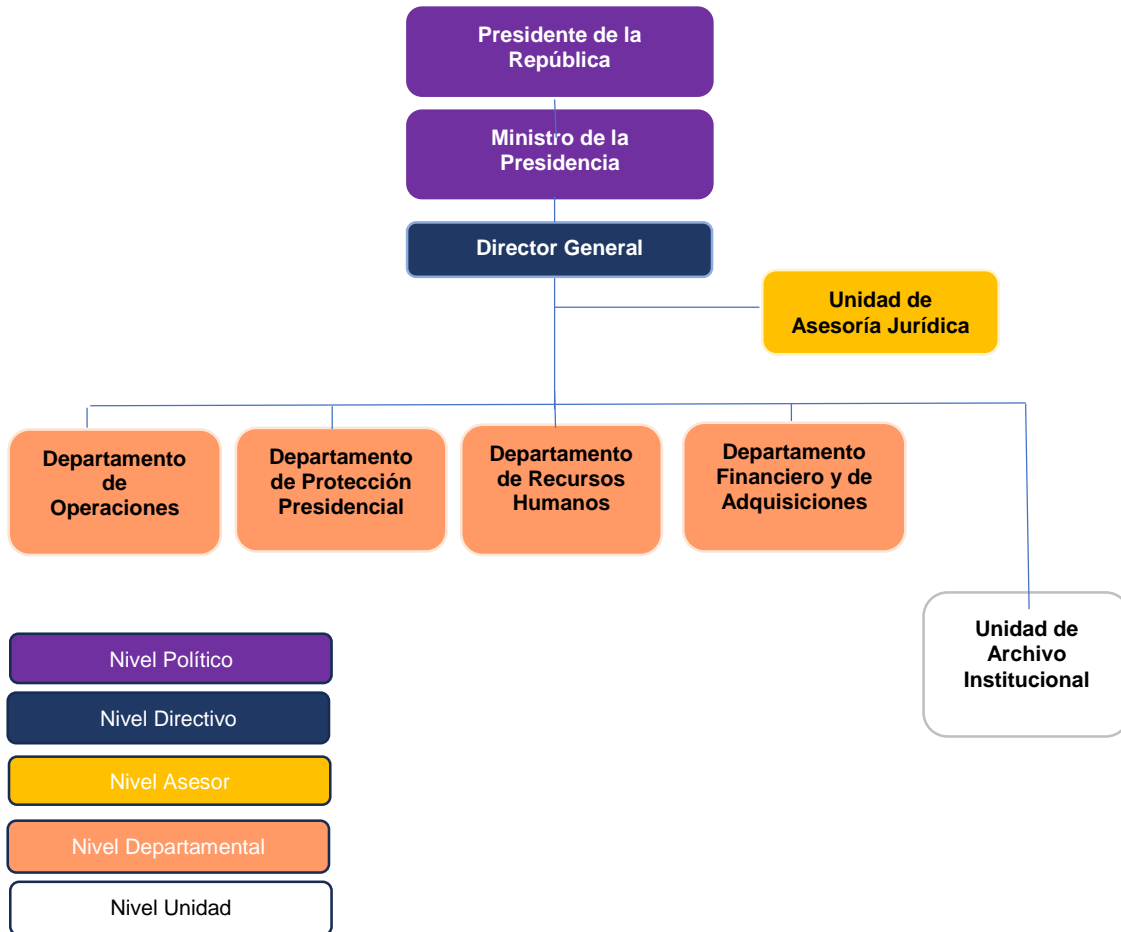 Presidente de la
República
Ministro de la
Presidencia
Director General
Unidad de
Asesoría Jurídica
Departamento
de
Operaciones
Departamento
de Protección
Presidencial
Departamento
de Recursos
Humanos
Departamento
Financiero y de
Adquisiciones
Unidad de
Archivo
Institucional
Nivel Político
Nivel Directivo
Nivel Asesor
Nivel Departamental
Nivel Unidad